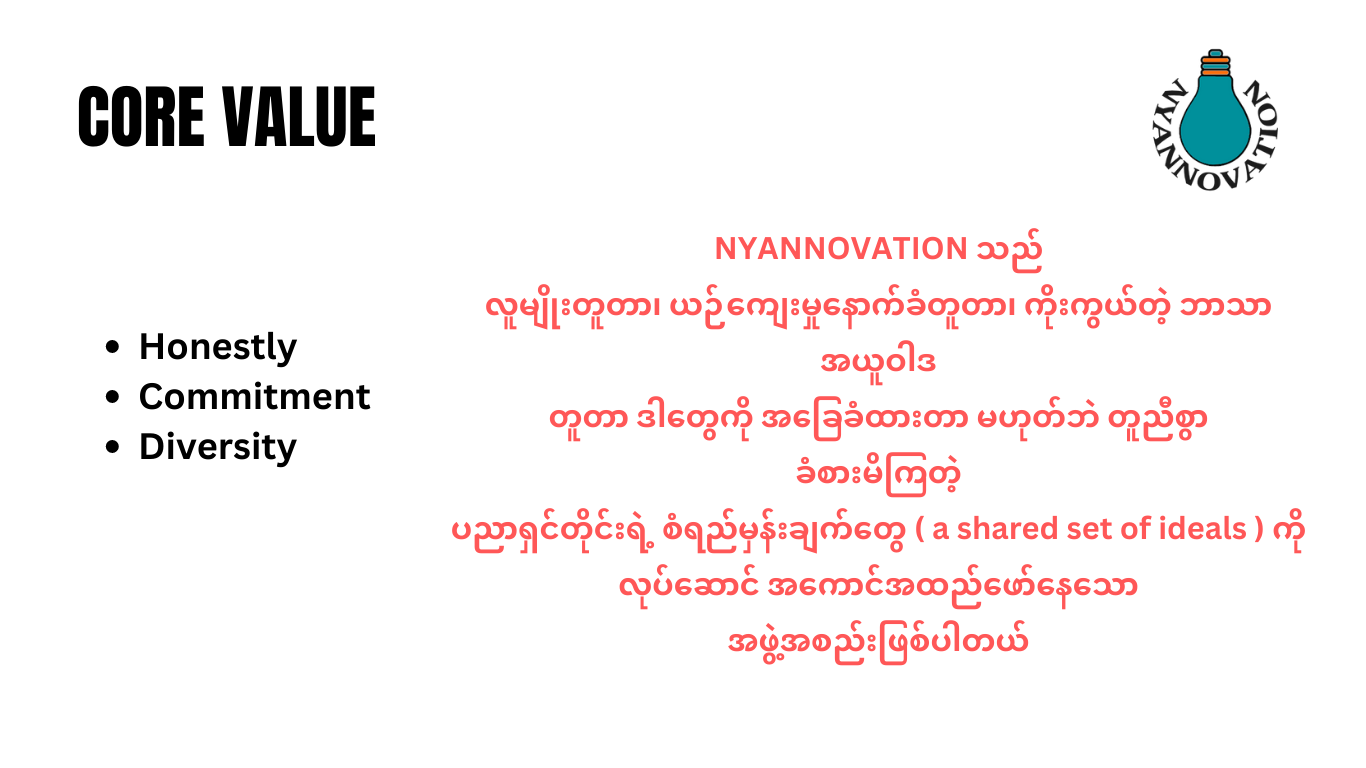 CORE VALUE
NYANNOVATION
Honestly
Commitment
Diversity
NYANNOVATION သည်
လူမျိုးတူတာ၊ ယဉ်ကျေးမှုနောက်ခံတူတာ၊ ကိုးကွယ်တဲ့ ဘာသာ
အယူဝါဒ
တူတာ ဒါတွေကို အခြေခံထားတာ မဟုတ်ဘဲ တူညီစွာ
ခံစားမိကြတဲ့
ပညာရှင်တိုင်းရဲ့ စံရည်မှန်းချက်တွေ ( a shared set of ideals ) ကို
လုပ်ဆောင် အကောင်အထည်ဖော်နေသော
အဖွဲ့အစည်းဖြစ်ပါတယ်